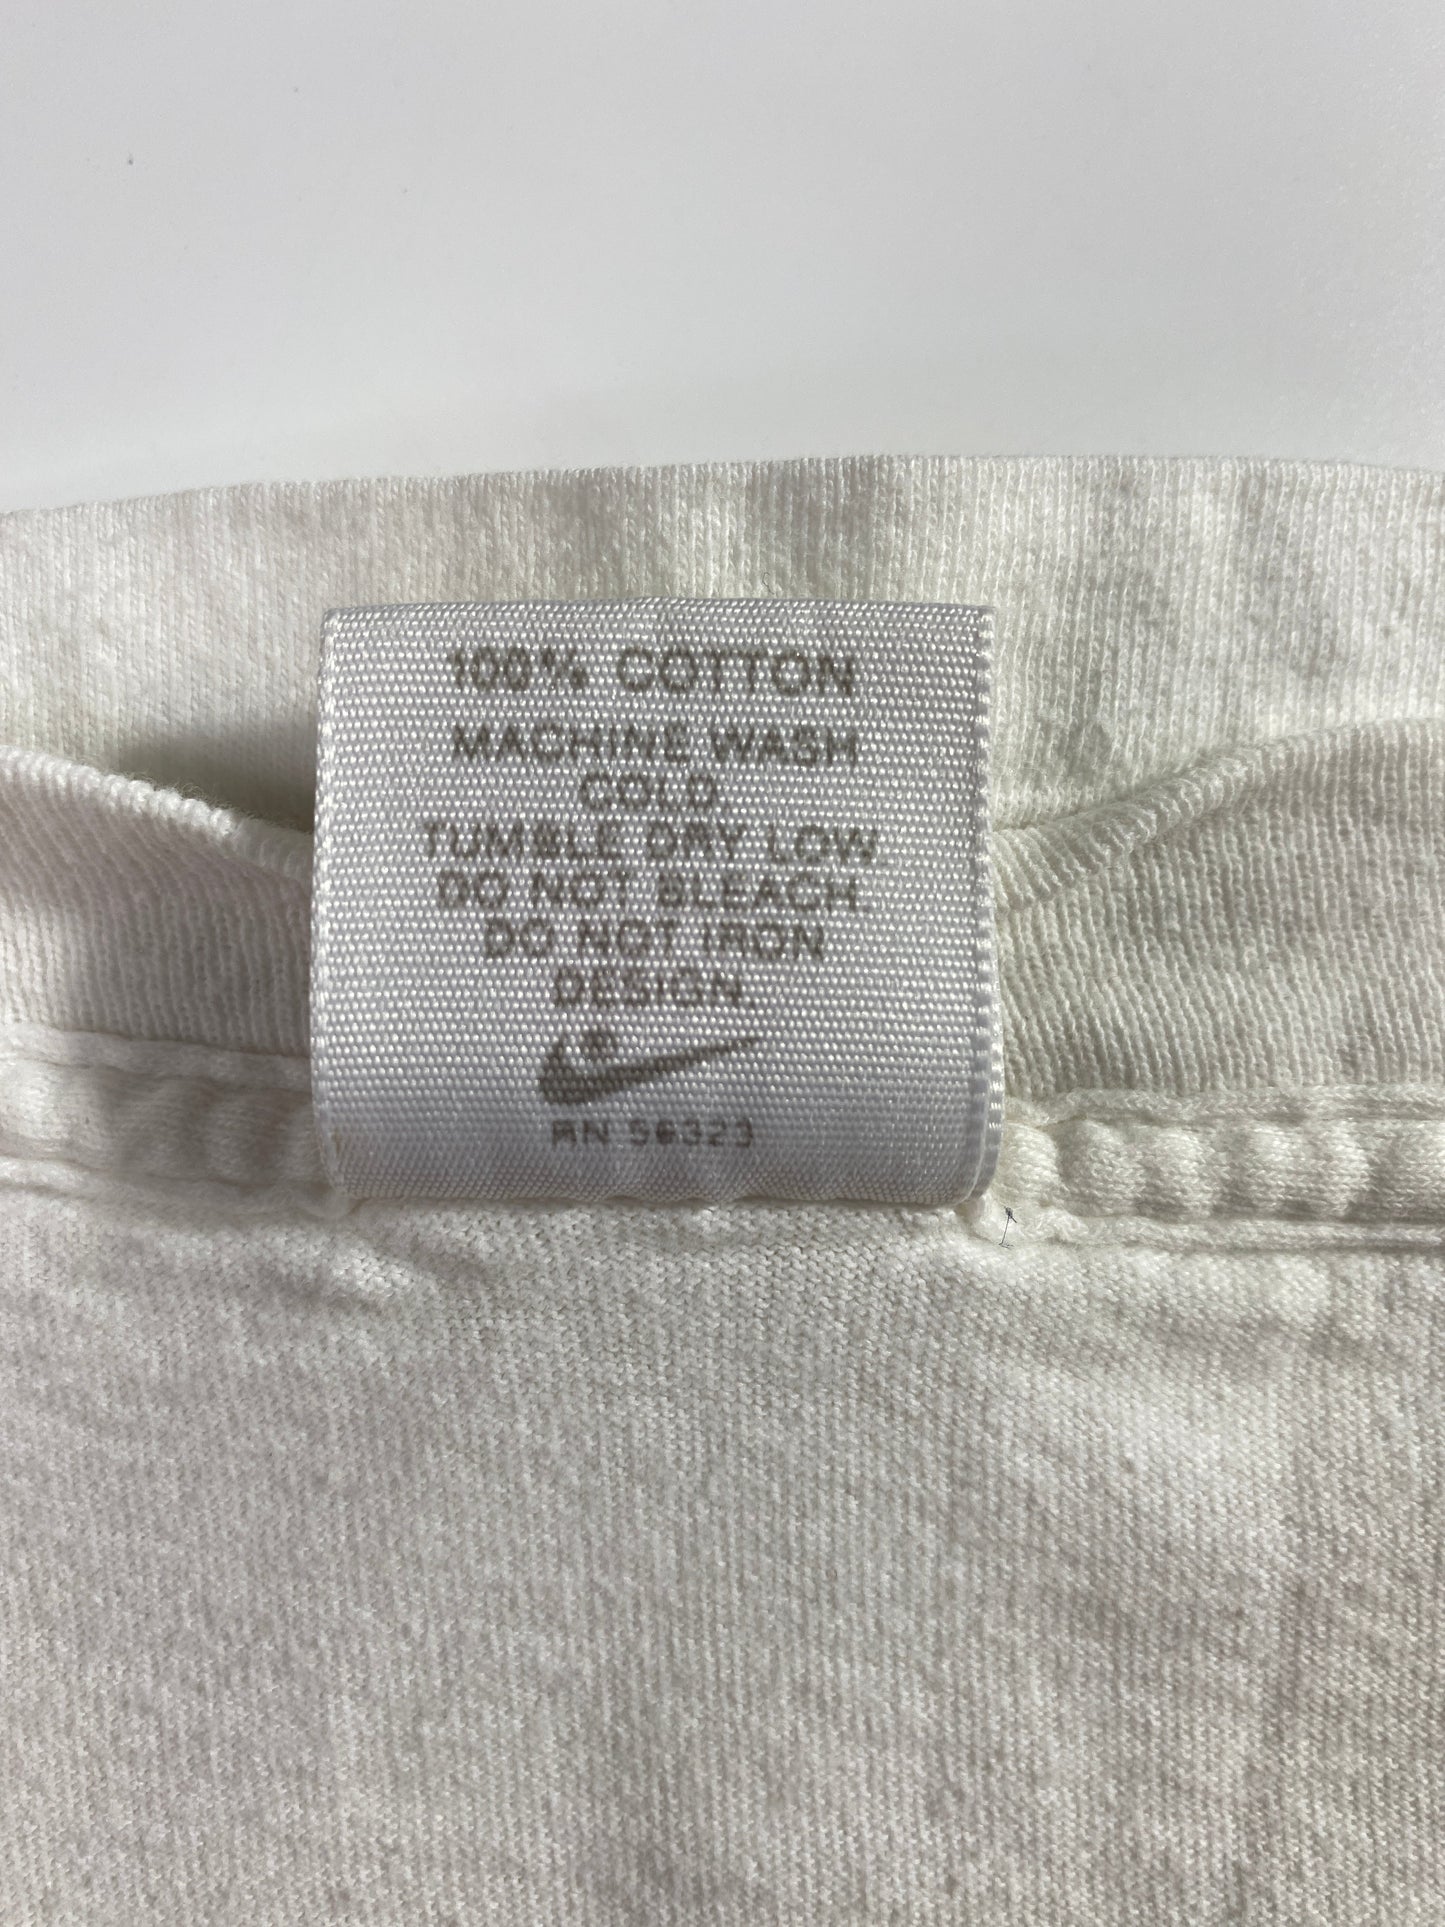 100% COTTON
MACHINE WASH
COLD.
TUMBLE DRY LOW.
DO NOT BLEACH.
DO NOT IRON
DESIGN.
RN 56323